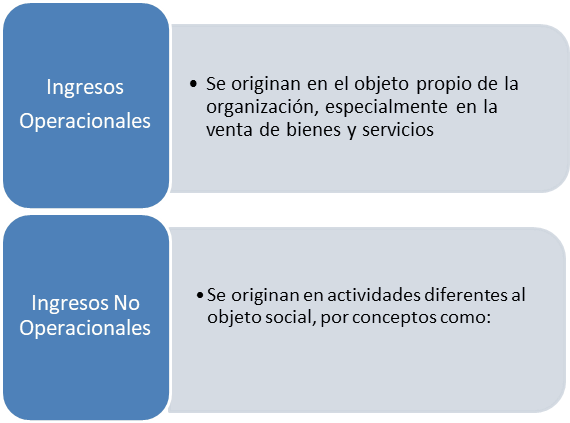 Ingresos
Operacionales
• Se originan en el objeto propio de la
organización, especialmente en la
venta de bienes y servicios
Ingresos No
Operacionales
• Se originan en actividades diferentes al
objeto social, por conceptos como: